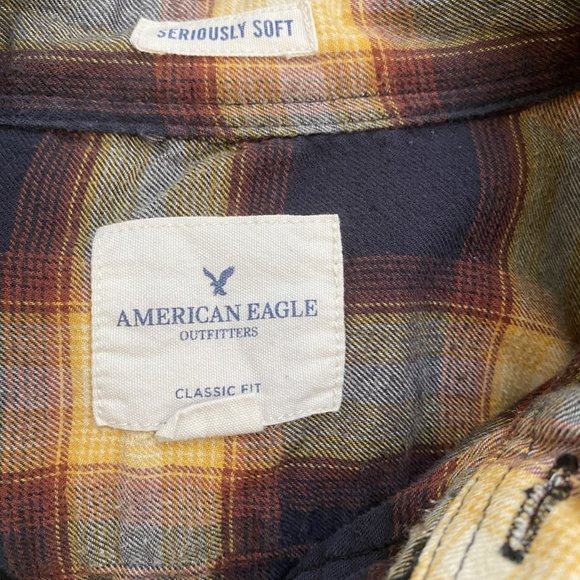 SERIOUSLY SOFT
AMERICAN EAGLE
OUTFITTERS
CLASSIC FIT